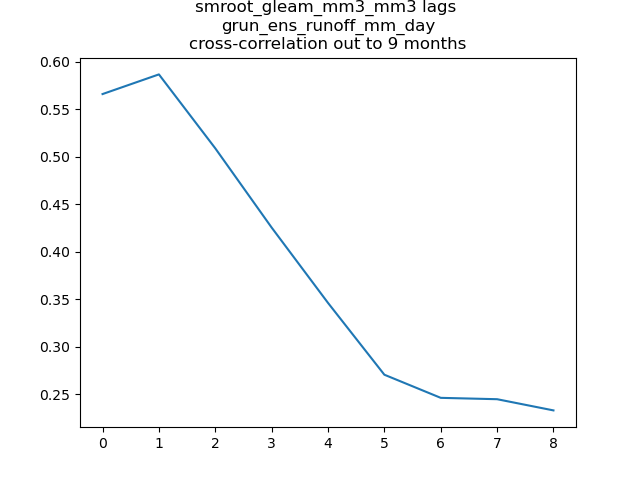 smroot_gleam_mm3_mm3 lags
grun_ens_runoff_mm_day
cross-correlation out to 9 months
0.60
0.55
0.50
0.45
0.40
0.35
0.30
0.25
0 1 2 3 4 5 6 7 8